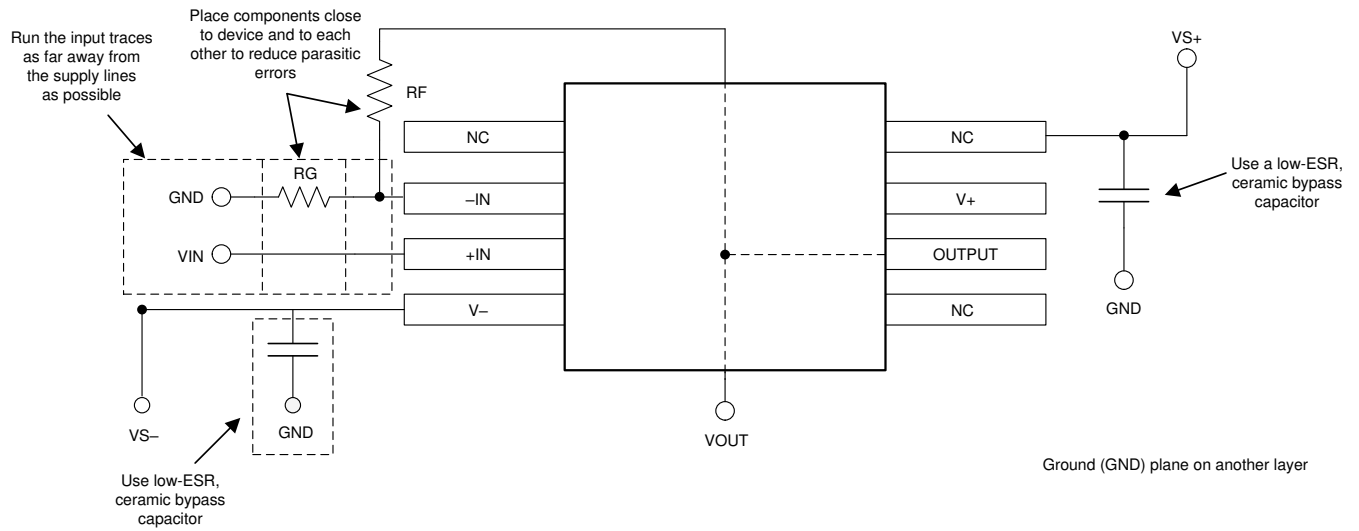 Place components close
to device and to each
other to reduce parasitic
errors
Run the input traces
as far away from
the supply lines
as possible
VS+
RF
NC
NC
Use a low-ESR,
ceramic bypass
capacitor
RG
GND
–IN
V+
VIN
+IN
OUTPUT
GND
V–
NC
VS–
GND
VOUT
Use low-ESR,
ceramic bypass
capacitor
Ground (GND) plane on another layer